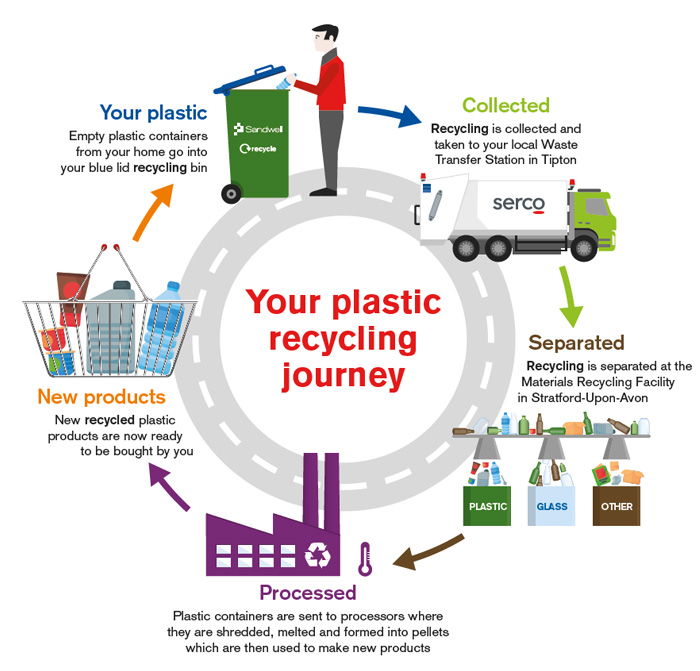 Your plastic
Empty plastic containers
from your home go into
your blue lid recycling bin
Sandwell
recycle
Collected
Recycling is collected and
taken to your local Waste
Transfer Station in Tipton
serco
Your plastic
recycling
journey
Separated
Recycling is separated at the
Materials Recycling Facility
in Stratford-Upon-Avon
PLASTIC
GLASS
OTHER
Processed
Plastic containers are sent to processors where
they are shredded, melted and formed into pellets
which are then used to make new products
New products
New recycled plastic
products are now ready
to be bought by you